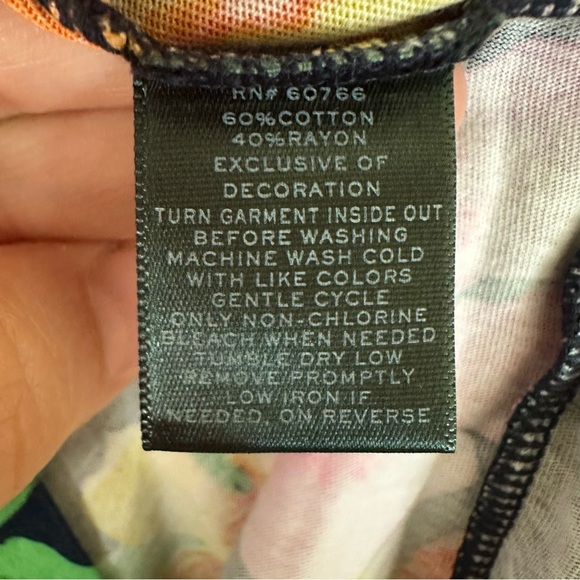 RN# 60766
60%COTTON
40%RAYON
EXCLUSIVE OF
DECORATION
TURN GARMENT INSIDE OUT
BEFORE WASHING
MACHINE WASH COLD
WITH LIKE COLORS
GENTLE CYCLE
ONLY NON-CHLORINE
BLEACH WHEN NEEDED
TUMBLE DRY LOW
REMOVE PROMPTLY
LOW IRON IF
NEEDED, ON REVERSE